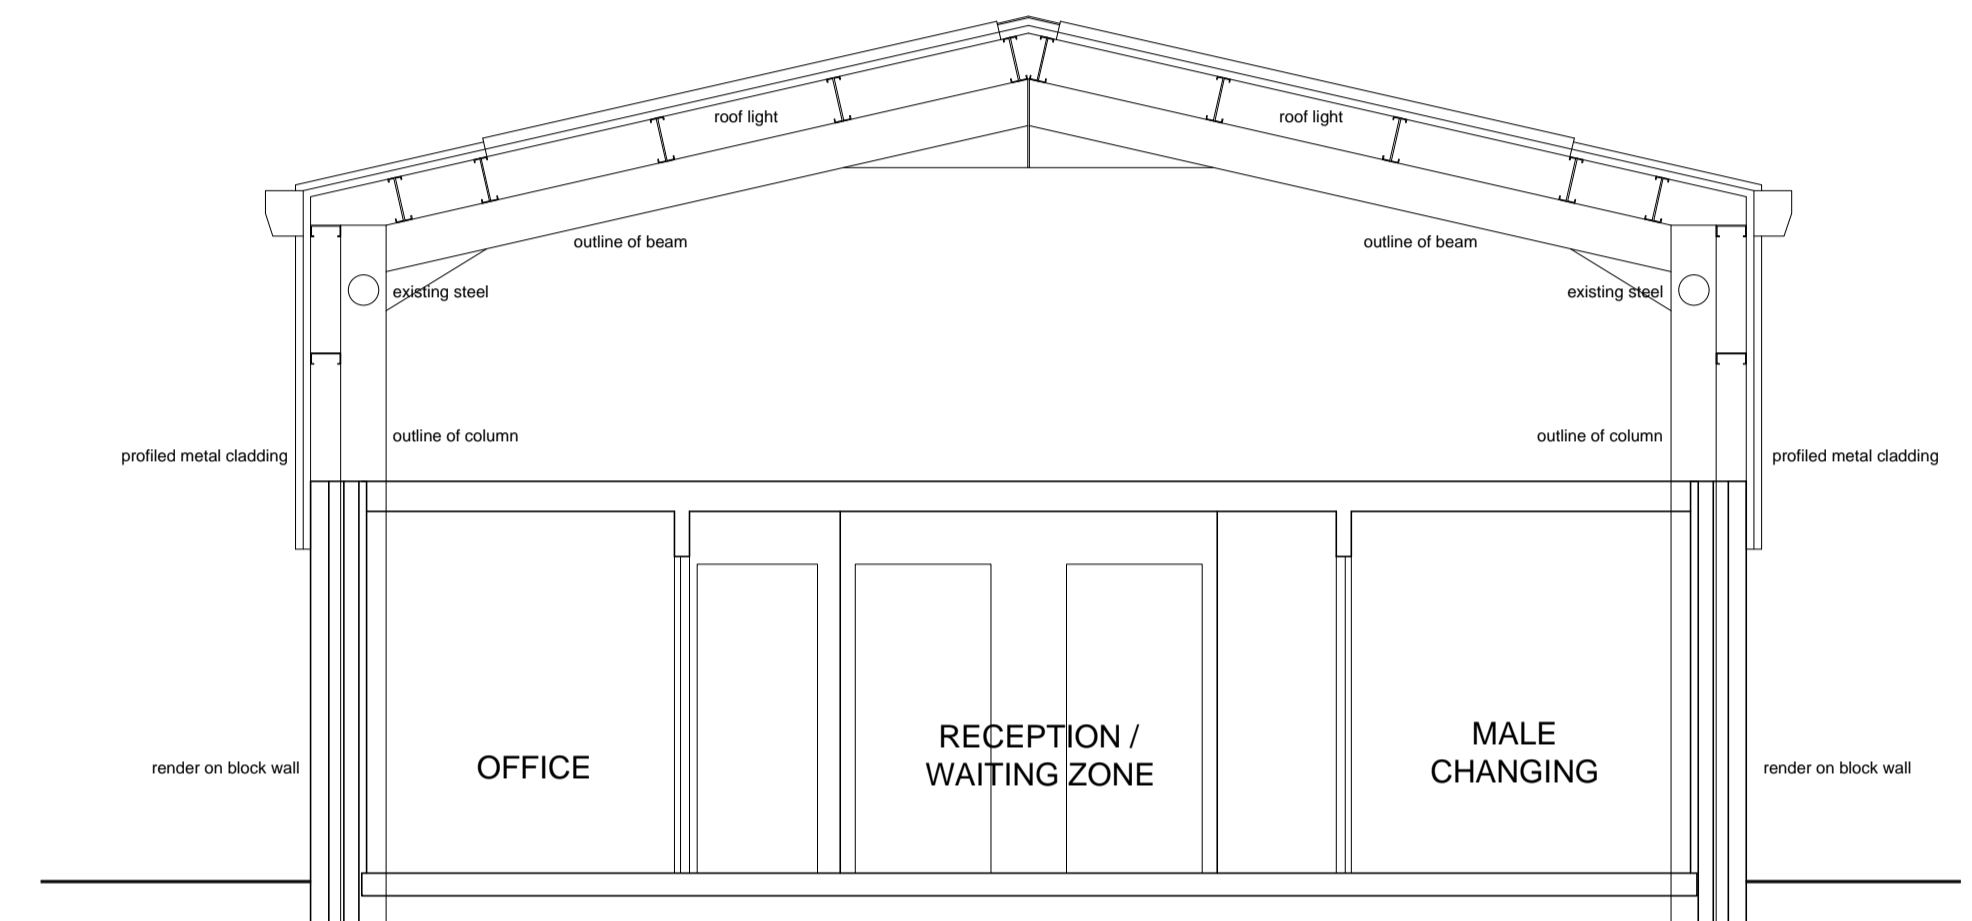 roof light
roof light
outline of beam
outline of beam
existing steel
existing steel
outline of column
outline of column
profiled metal cladding
profiled metal cladding
RECEPTION /
WAITING ZONE
MALE
CHANGING
OFFICE
render on block wall
render on block wall